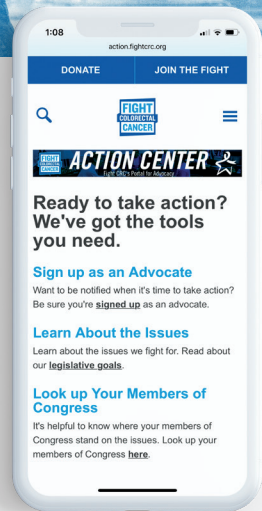 1:08
action.fightcrc.org
DONATE JOIN THE FIGHT
FIGHT
COLORECTAL
CANCER
FIGHT
COLORECTAL
CANCER
ACTION CENTER
Fight CRC's Portal for Advocacy
Ready to take action?
We've got the tools
you need.
Sign up as an Advocate
Want to be notified when it's time to take action?
Be sure you're signed up as an advocate.
Learn About the Issues
Learn about the issues we fight for. Read about
our legislative goals.
Look up Your Members of
Congress
It's helpful to know where your members of
Congress stand on the issues. Look up your
members of Congress here.